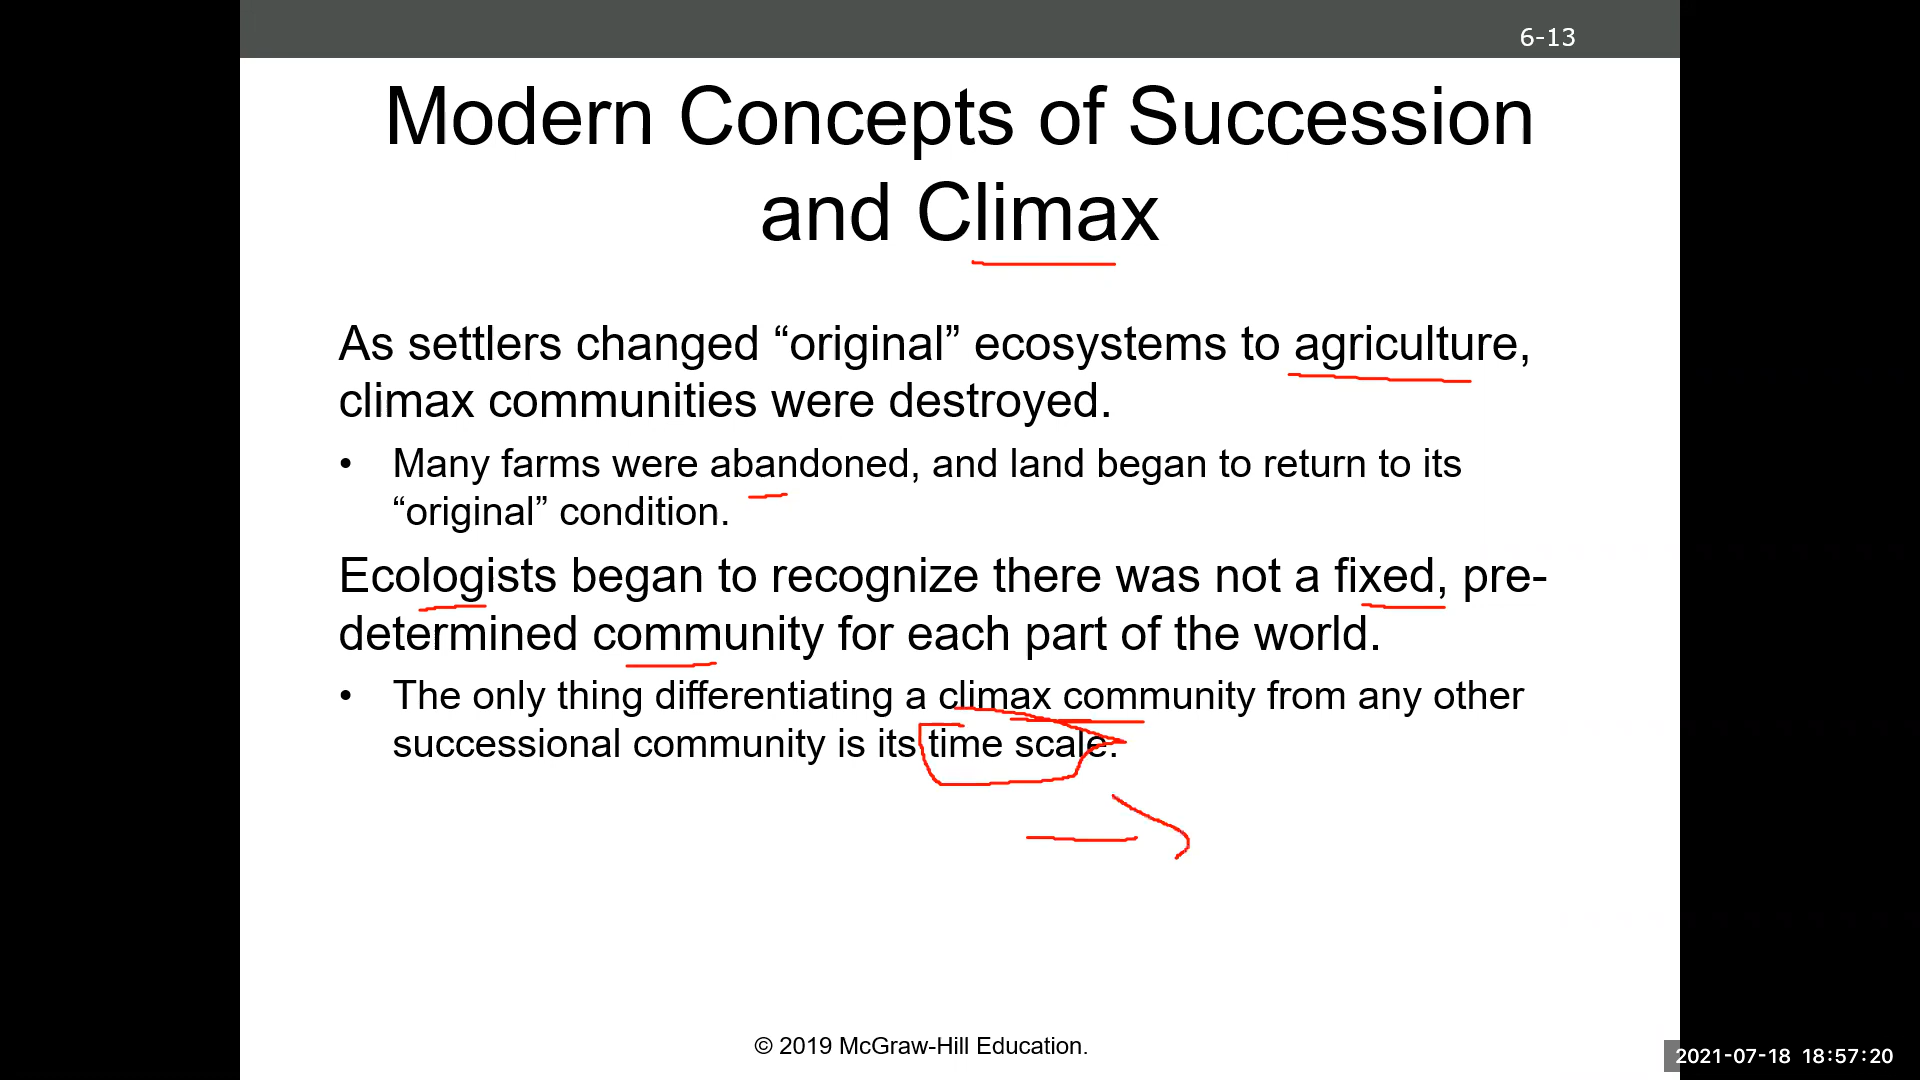 6-13
Modern Concepts of Succession
and Climax
As settlers changed “original” ecosystems to agriculture,
climax communities were destroyed.
• Many farms were abandoned, and land began to return to its
“original” condition.
Ecologists began to recognize there was not a fixed, pre-
determined community for each part of the world.
• The only thing differentiating a climax community from any other
successional community is its time scale.
© 2019 McGraw-Hill Education.
2021-07-18 18:57:20